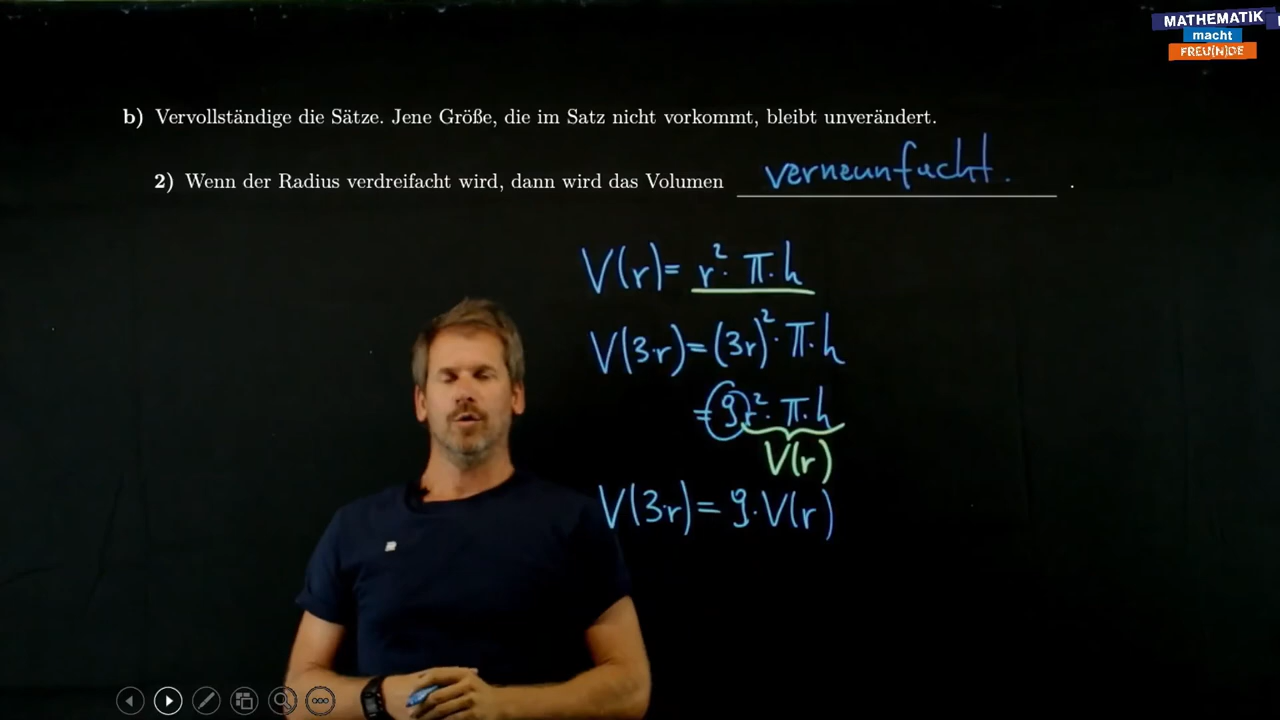 MATHEMATIK
macht
FREU(N)DE
b) Vervollständige die Sätze. Jene Größe, die im Satz nicht vorkommt, bleibt unverändert.
2) Wenn der Radius verdreifacht wird, dann wird das Volumen verneunfacht. .
V(r) = r² · π · h
V(3·r) = (3r)² · π · h
= 9 r² · π · h
V(r)
V(3·r) = 9 · V(r)